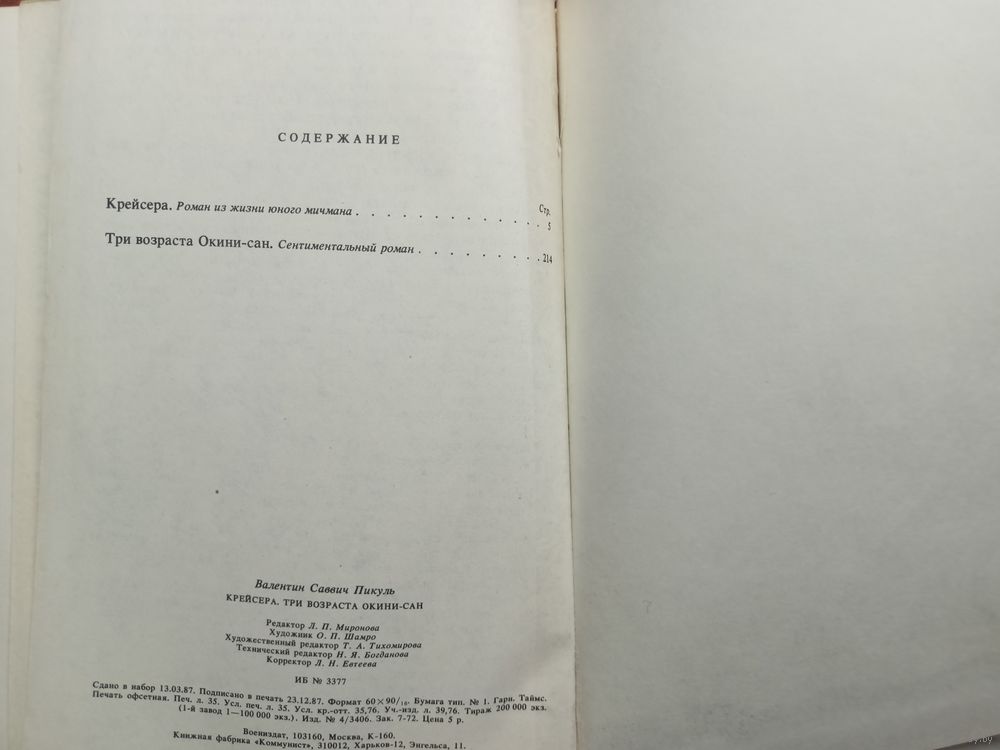 СОДЕРЖАНИЕ
Стр.
Крейсера. Роман из жизни юного мичмана . . . . . . . . . . . . . 5
Три возраста Окини-сан. Сентиментальный роман . . . . . . . . . 214
Валентин Саввич Пикуль
КРЕЙСЕРА. ТРИ ВОЗРАСТА ОКИНИ-САН
Редактор Л. П. Миронова
Художник О. П. Шамро
Художественный редактор Т. А. Тихомирова
Технический редактор Н. Я. Богданова
Корректор Л. Н. Евтеева
ИБ № 3377
Сдано в набор 13.03.87. Подписано в печать 23.12.87. Формат 60×90/16. Бумага тип. № 1. Гарн. Таймс.
Печать офсетная. Печ. л. 35. Усл. печ. л. 35. Усл. кр.-отт. 35,76. Уч.-изд. л. 39,76. Тираж 200 000 экз.
(1-й завод 1—100 000 экз.). Изд. № 4/3406. Зак. 7-72. Цена 5 р.
Воениздат, 103160, Москва, К-160.
Книжная фабрика «Коммунист», 310012, Харьков-12, Энгельса, 11.